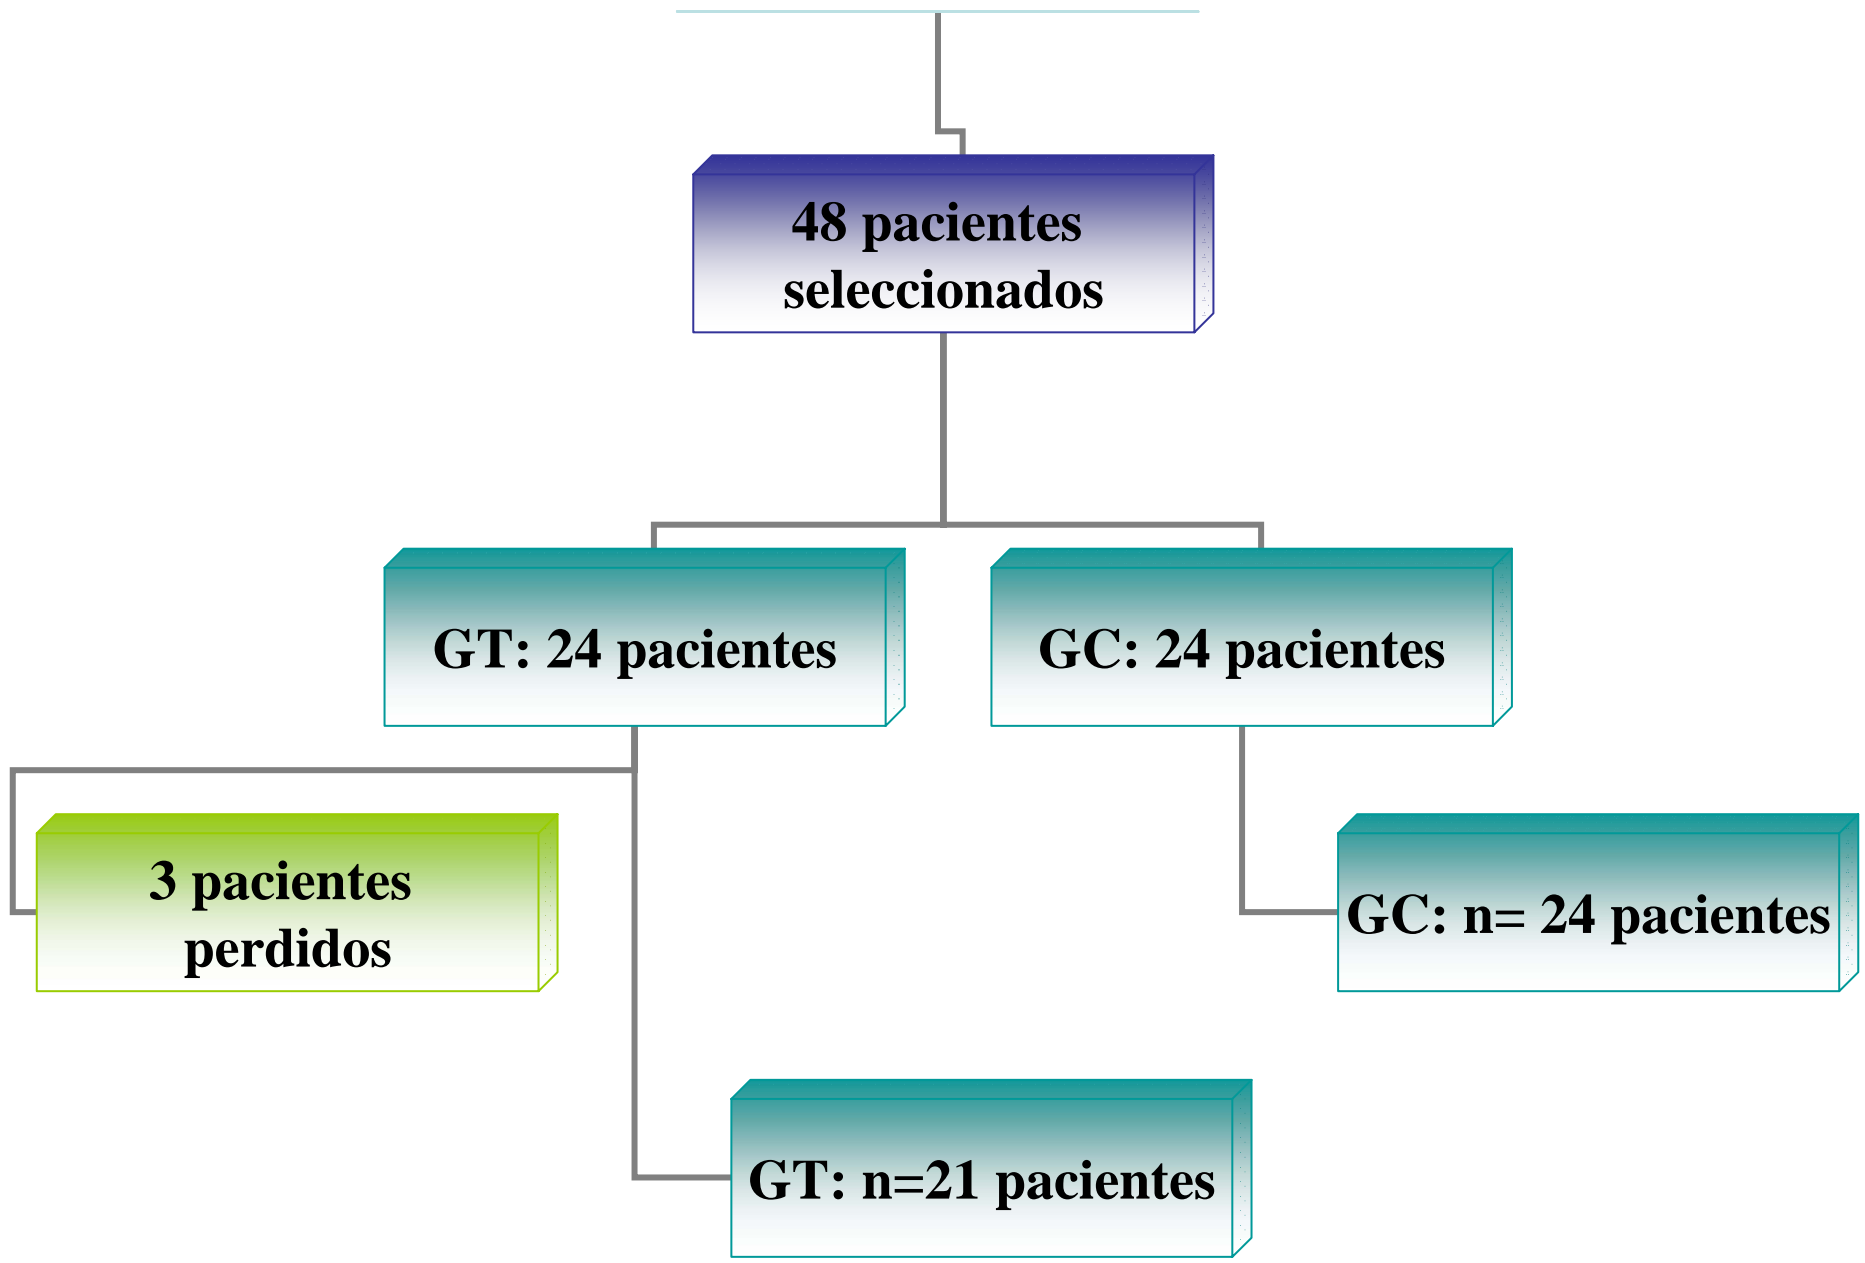 48 pacientes
seleccionados
GT: 24 pacientes
GC: 24 pacientes
3 pacientes
perdidos
GC: n= 24 pacientes
GT: n=21 pacientes